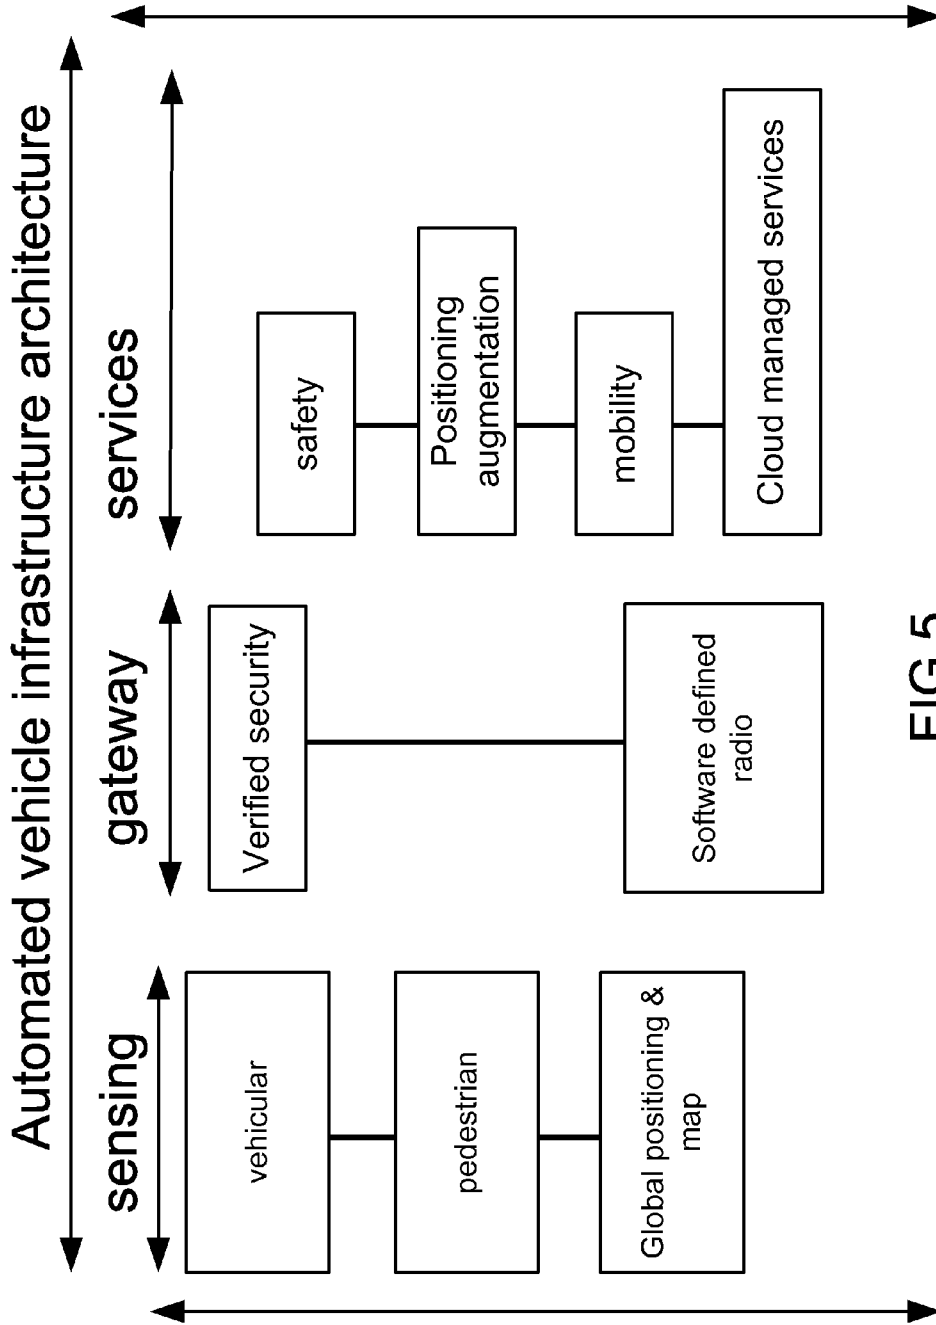 Automated vehicle infrastructure architecture
sensing
gateway
services
vehicular
pedestrian
Global positioning &
map
Verified security
Software defined
radio
safety
Positioning
augmentation
mobility
Cloud managed services
FIG 5